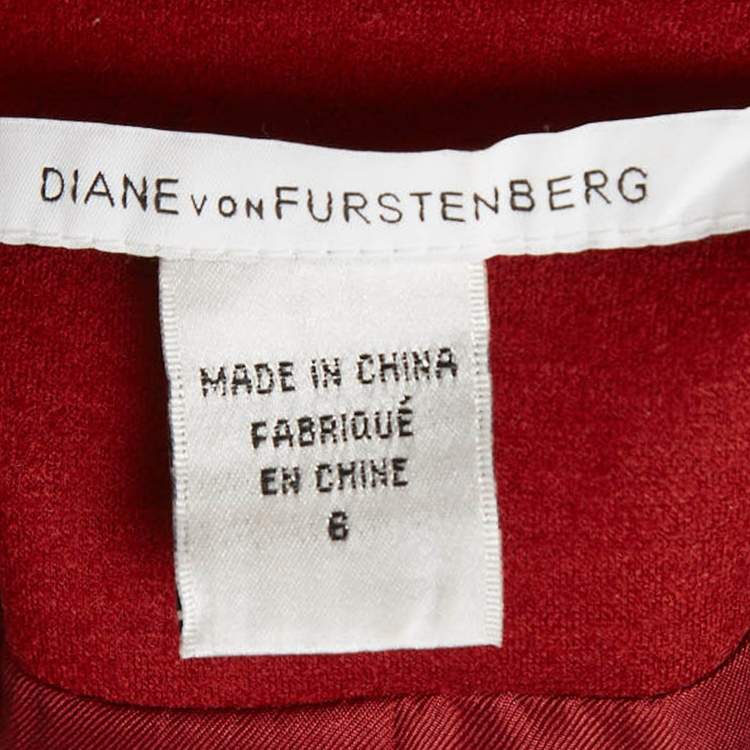 DIANE VON FURSTENBERG
MADE IN CHINA
FABRIQUÉ
EN CHINE
6